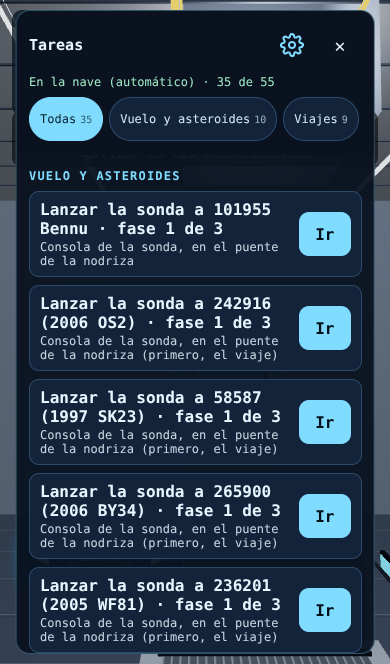 Tareas
×
En la nave (automático) · 35 de 55
Todas 35
Vuelo y asteroides 10
Viajes 9
VUELO Y ASTEROIDES
Lanzar la sonda a 101955
Bennu · fase 1 de 3
Consola de la sonda, en el puente
de la nodriza
Ir
Lanzar la sonda a 242916
(2006 OS2) · fase 1 de 3
Consola de la sonda, en el puente
de la nodriza (primero, el viaje)
Ir
Lanzar la sonda a 58587
(1997 SK23) · fase 1 de 3
Consola de la sonda, en el puente
de la nodriza (primero, el viaje)
Ir
Lanzar la sonda a 265900
(2006 BY34) · fase 1 de 3
Consola de la sonda, en el puente
de la nodriza (primero, el viaje)
Ir
Lanzar la sonda a 236201
(2005 WF81) · fase 1 de 3
Consola de la sonda, en el puente
de la nodriza (primero, el viaje)
Ir